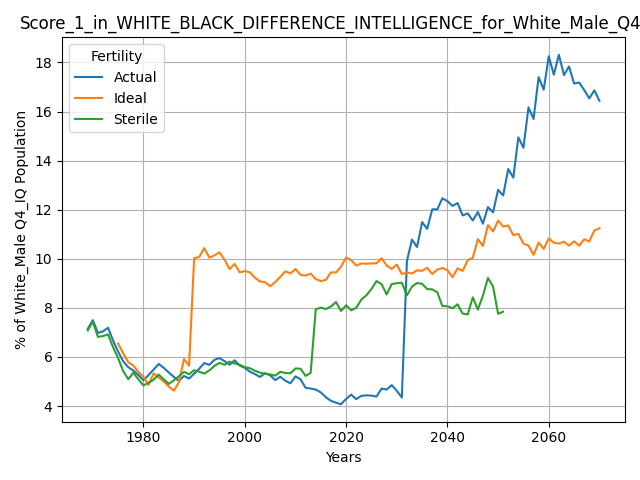 Score_1_in_WHITE_BLACK_DIFFERENCE_INTELLIGENCE_for_White_Male_Q4
Fertility
Actual
Ideal
Sterile
% of White_Male Q4_IQ Population
18
16
14
12
10
8
6
4
1980 2000 2020 2040 2060
Years